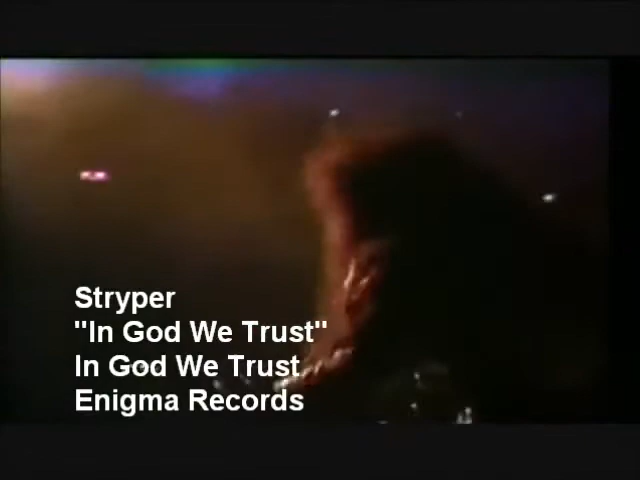 Stryper
"In God We Trust"
In God We Trust
Enigma Records